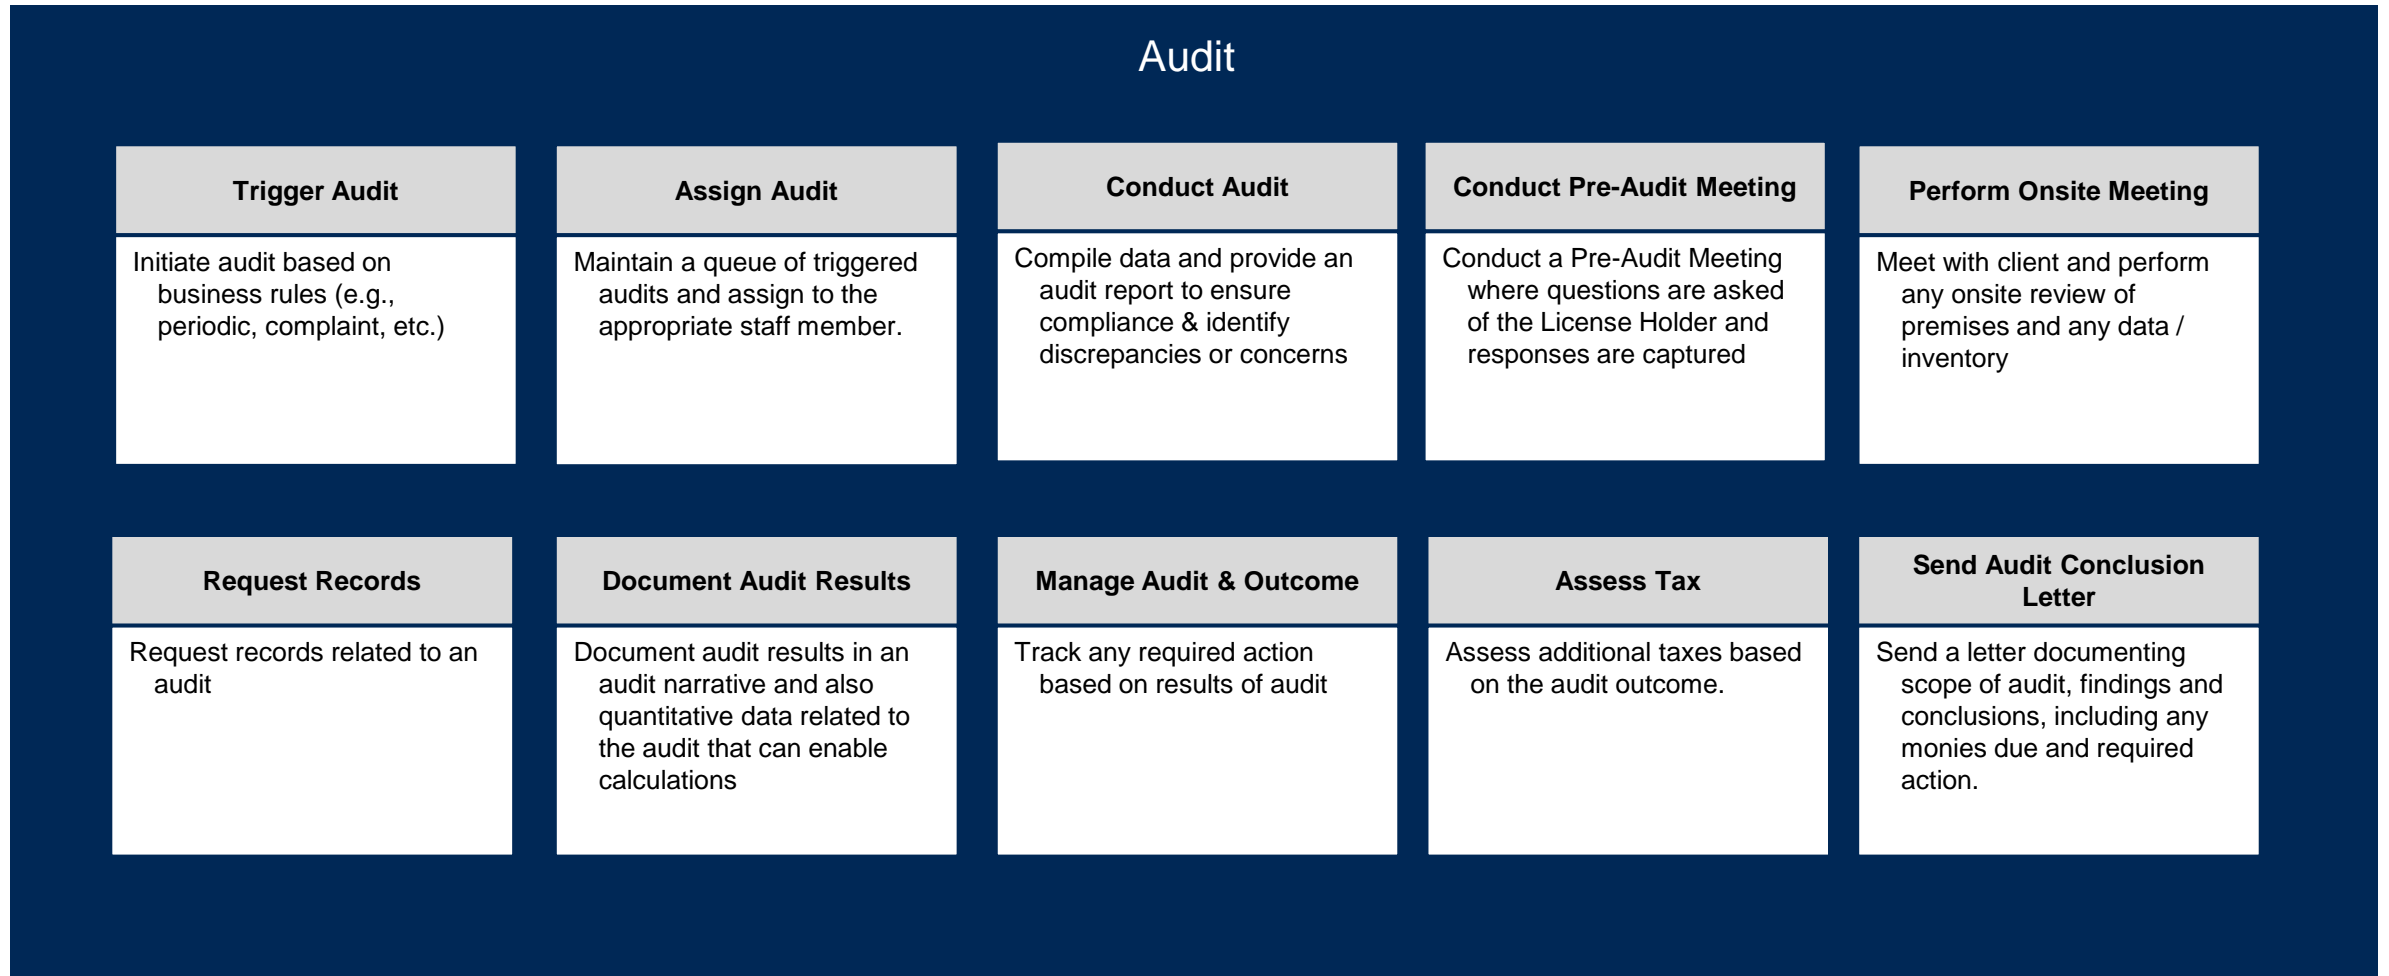 Audit
Trigger Audit
Initiate audit based on
business rules (e.g.,
periodic, complaint, etc.)
Assign Audit
Maintain a queue of triggered
audits and assign to the
appropriate staff member.
Conduct Audit
Compile data and provide an
audit report to ensure
compliance & identify
discrepancies or concerns
Conduct Pre-Audit Meeting
Conduct a Pre-Audit Meeting
where questions are asked
of the License Holder and
responses are captured
Perform Onsite Meeting
Meet with client and perform
any onsite review of
premises and any data /
inventory
Request Records
Request records related to an
audit
Document Audit Results
Document audit results in an
audit narrative and also
quantitative data related to
the audit that can enable
calculations
Manage Audit & Outcome
Track any required action
based on results of audit
Assess Tax
Assess additional taxes based
on the audit outcome.
Send Audit Conclusion
Letter
Send a letter documenting
scope of audit, findings and
conclusions, including any
monies due and required
action.